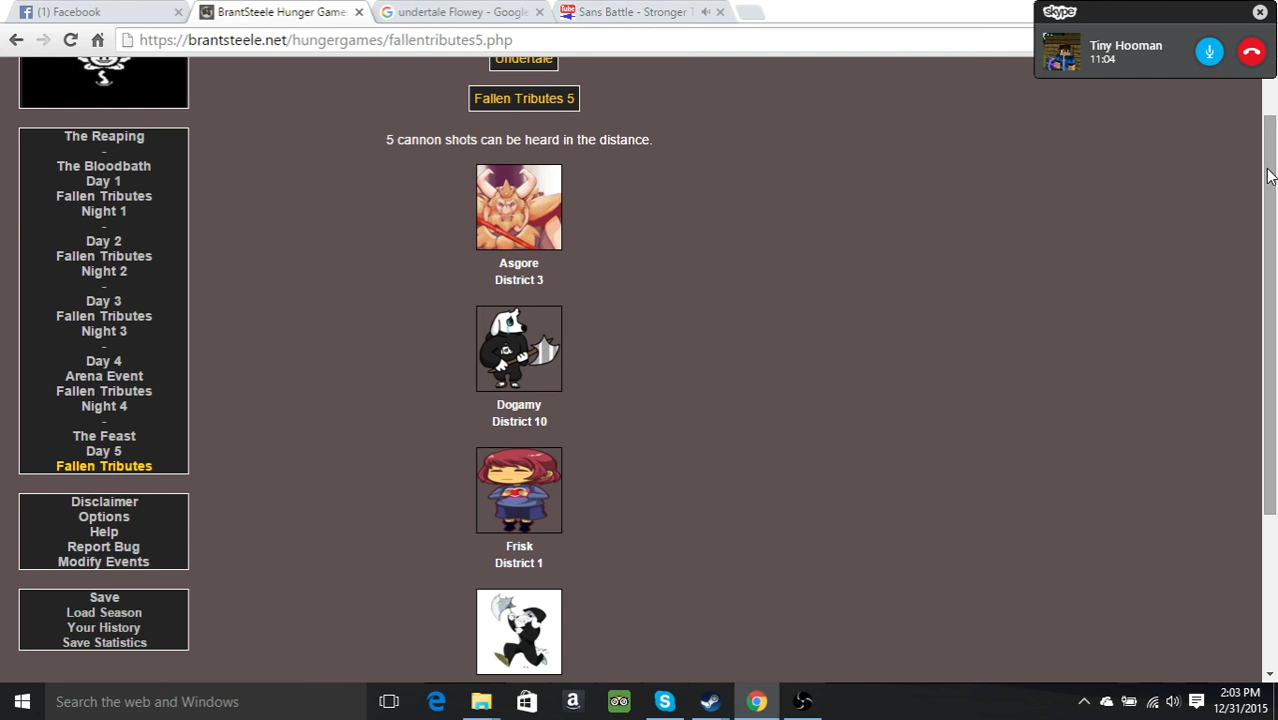 (1) Facebook
BrantSteele Hunger Game
undertale Flowey - Google
You Tube
Sans Battle - Stronger T
https://brantsteele.net/hungergames/fallentributes5.php
skype
Tiny Hooman
11:04
Undertale
Fallen Tributes 5
5 cannon shots can be heard in the distance.
Asgore
District 3
Dogamy
District 10
Frisk
District 1
The Reaping
-
The Bloodbath
Day 1
Fallen Tributes
Night 1
-
Day 2
Fallen Tributes
Night 2
-
Day 3
Fallen Tributes
Night 3
-
Day 4
Arena Event
Fallen Tributes
Night 4
-
The Feast
Day 5
Fallen Tributes
Disclaimer
Options
Help
Report Bug
Modify Events
Save
Load Season
Your History
Save Statistics
Search the web and Windows
2:03 PM
12/31/2015